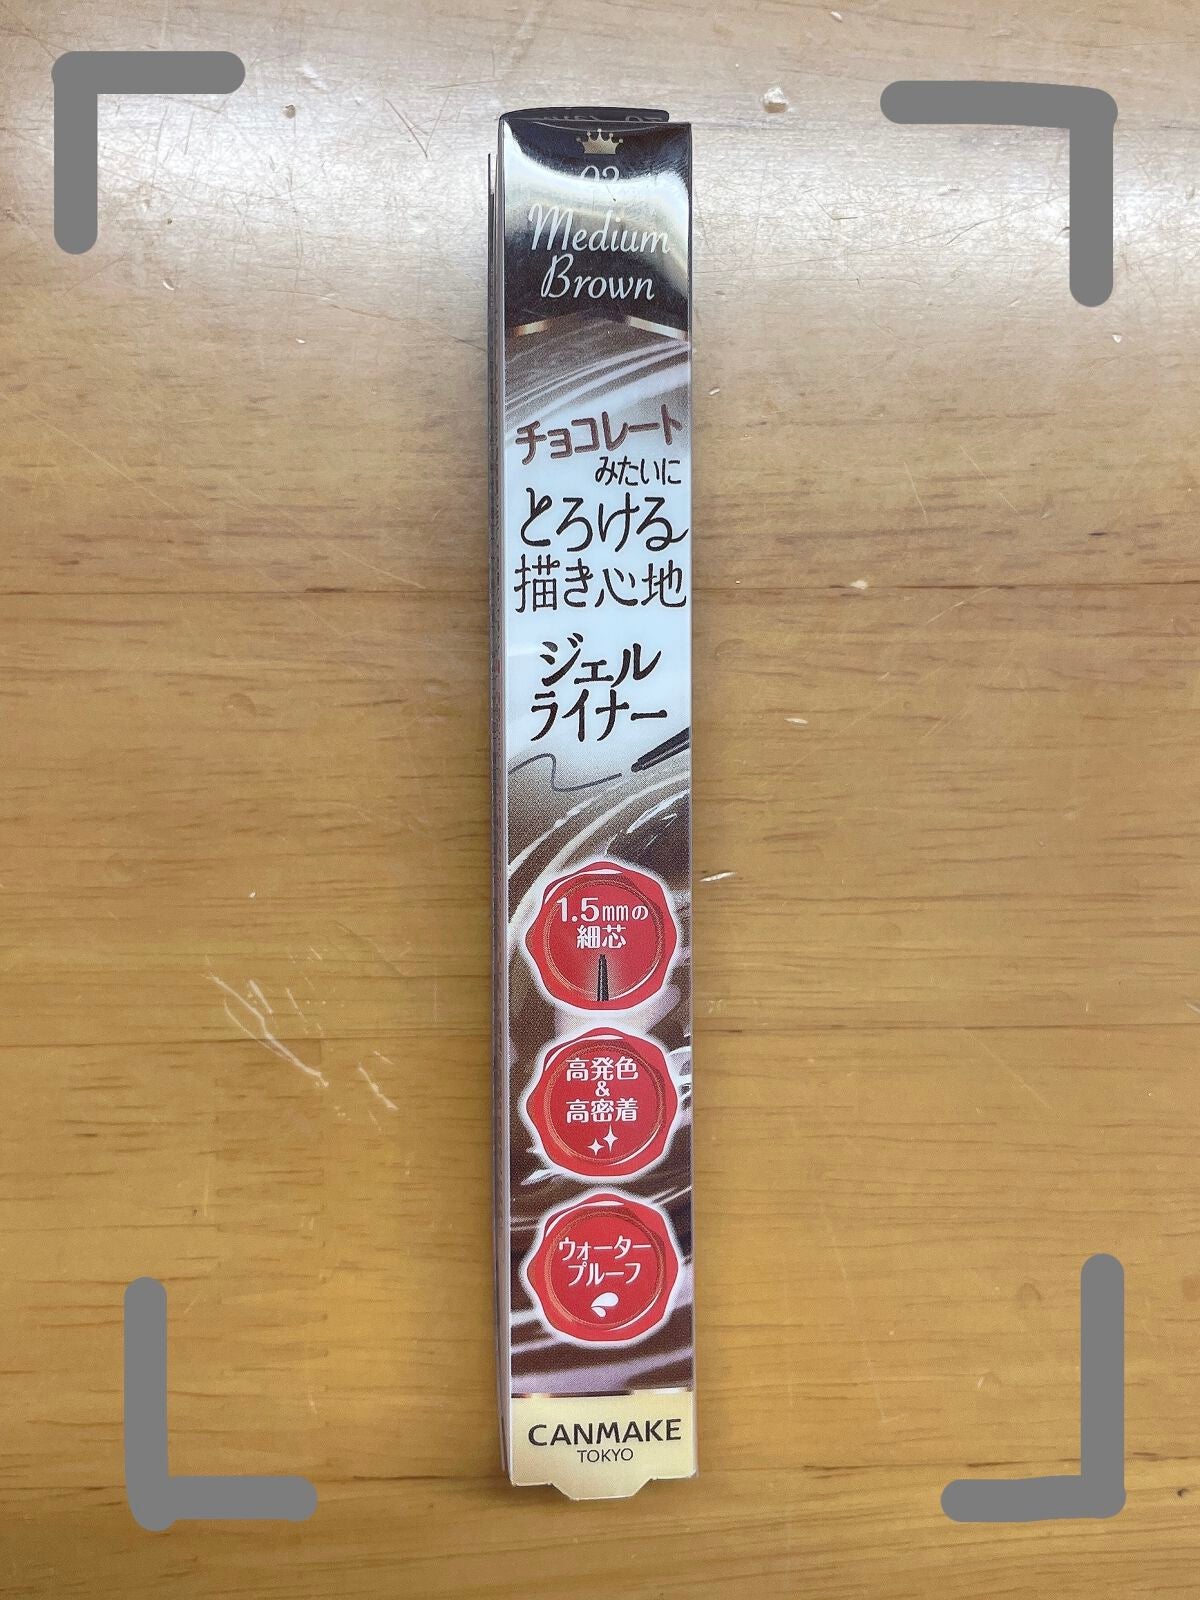 02
Medium
Brown
チョコレート
みたいに
とろける
描き心地
ジェル
ライナー
1.5mmの
細芯
高発色
&
高密着
ウォーター
プルーフ
CANMAKE
TOKYO